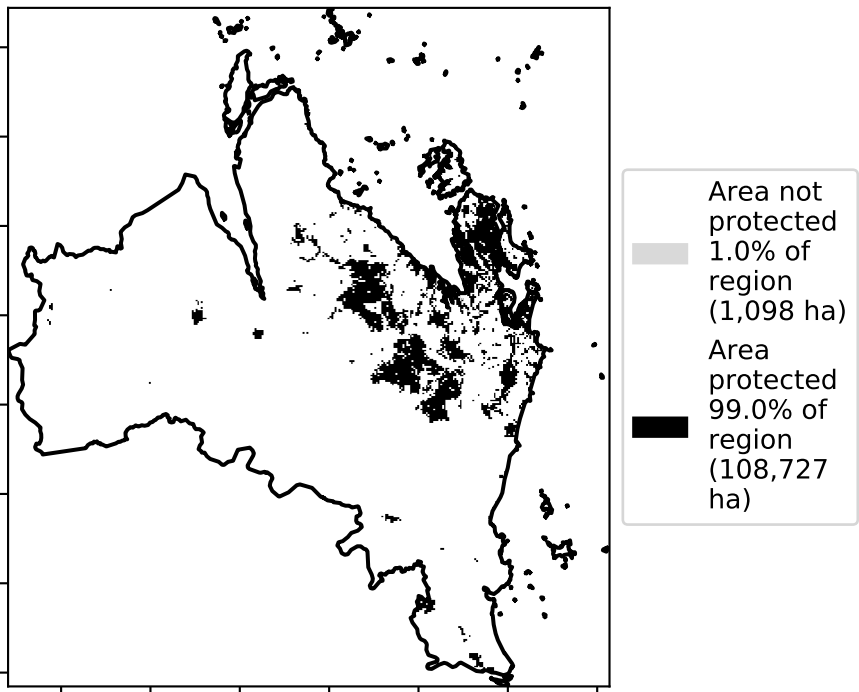 Area not
protected
1.0% of
region
(1,098 ha)
Area
protected
99.0% of
region
(108,727
ha)